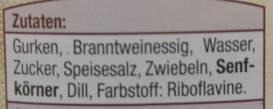 Zutaten:
Gurken, Branntweinessig, Wasser,
Zucker, Speisesalz, Zwiebeln, Senf-
körner, Dill, Farbstoff: Riboflavine.